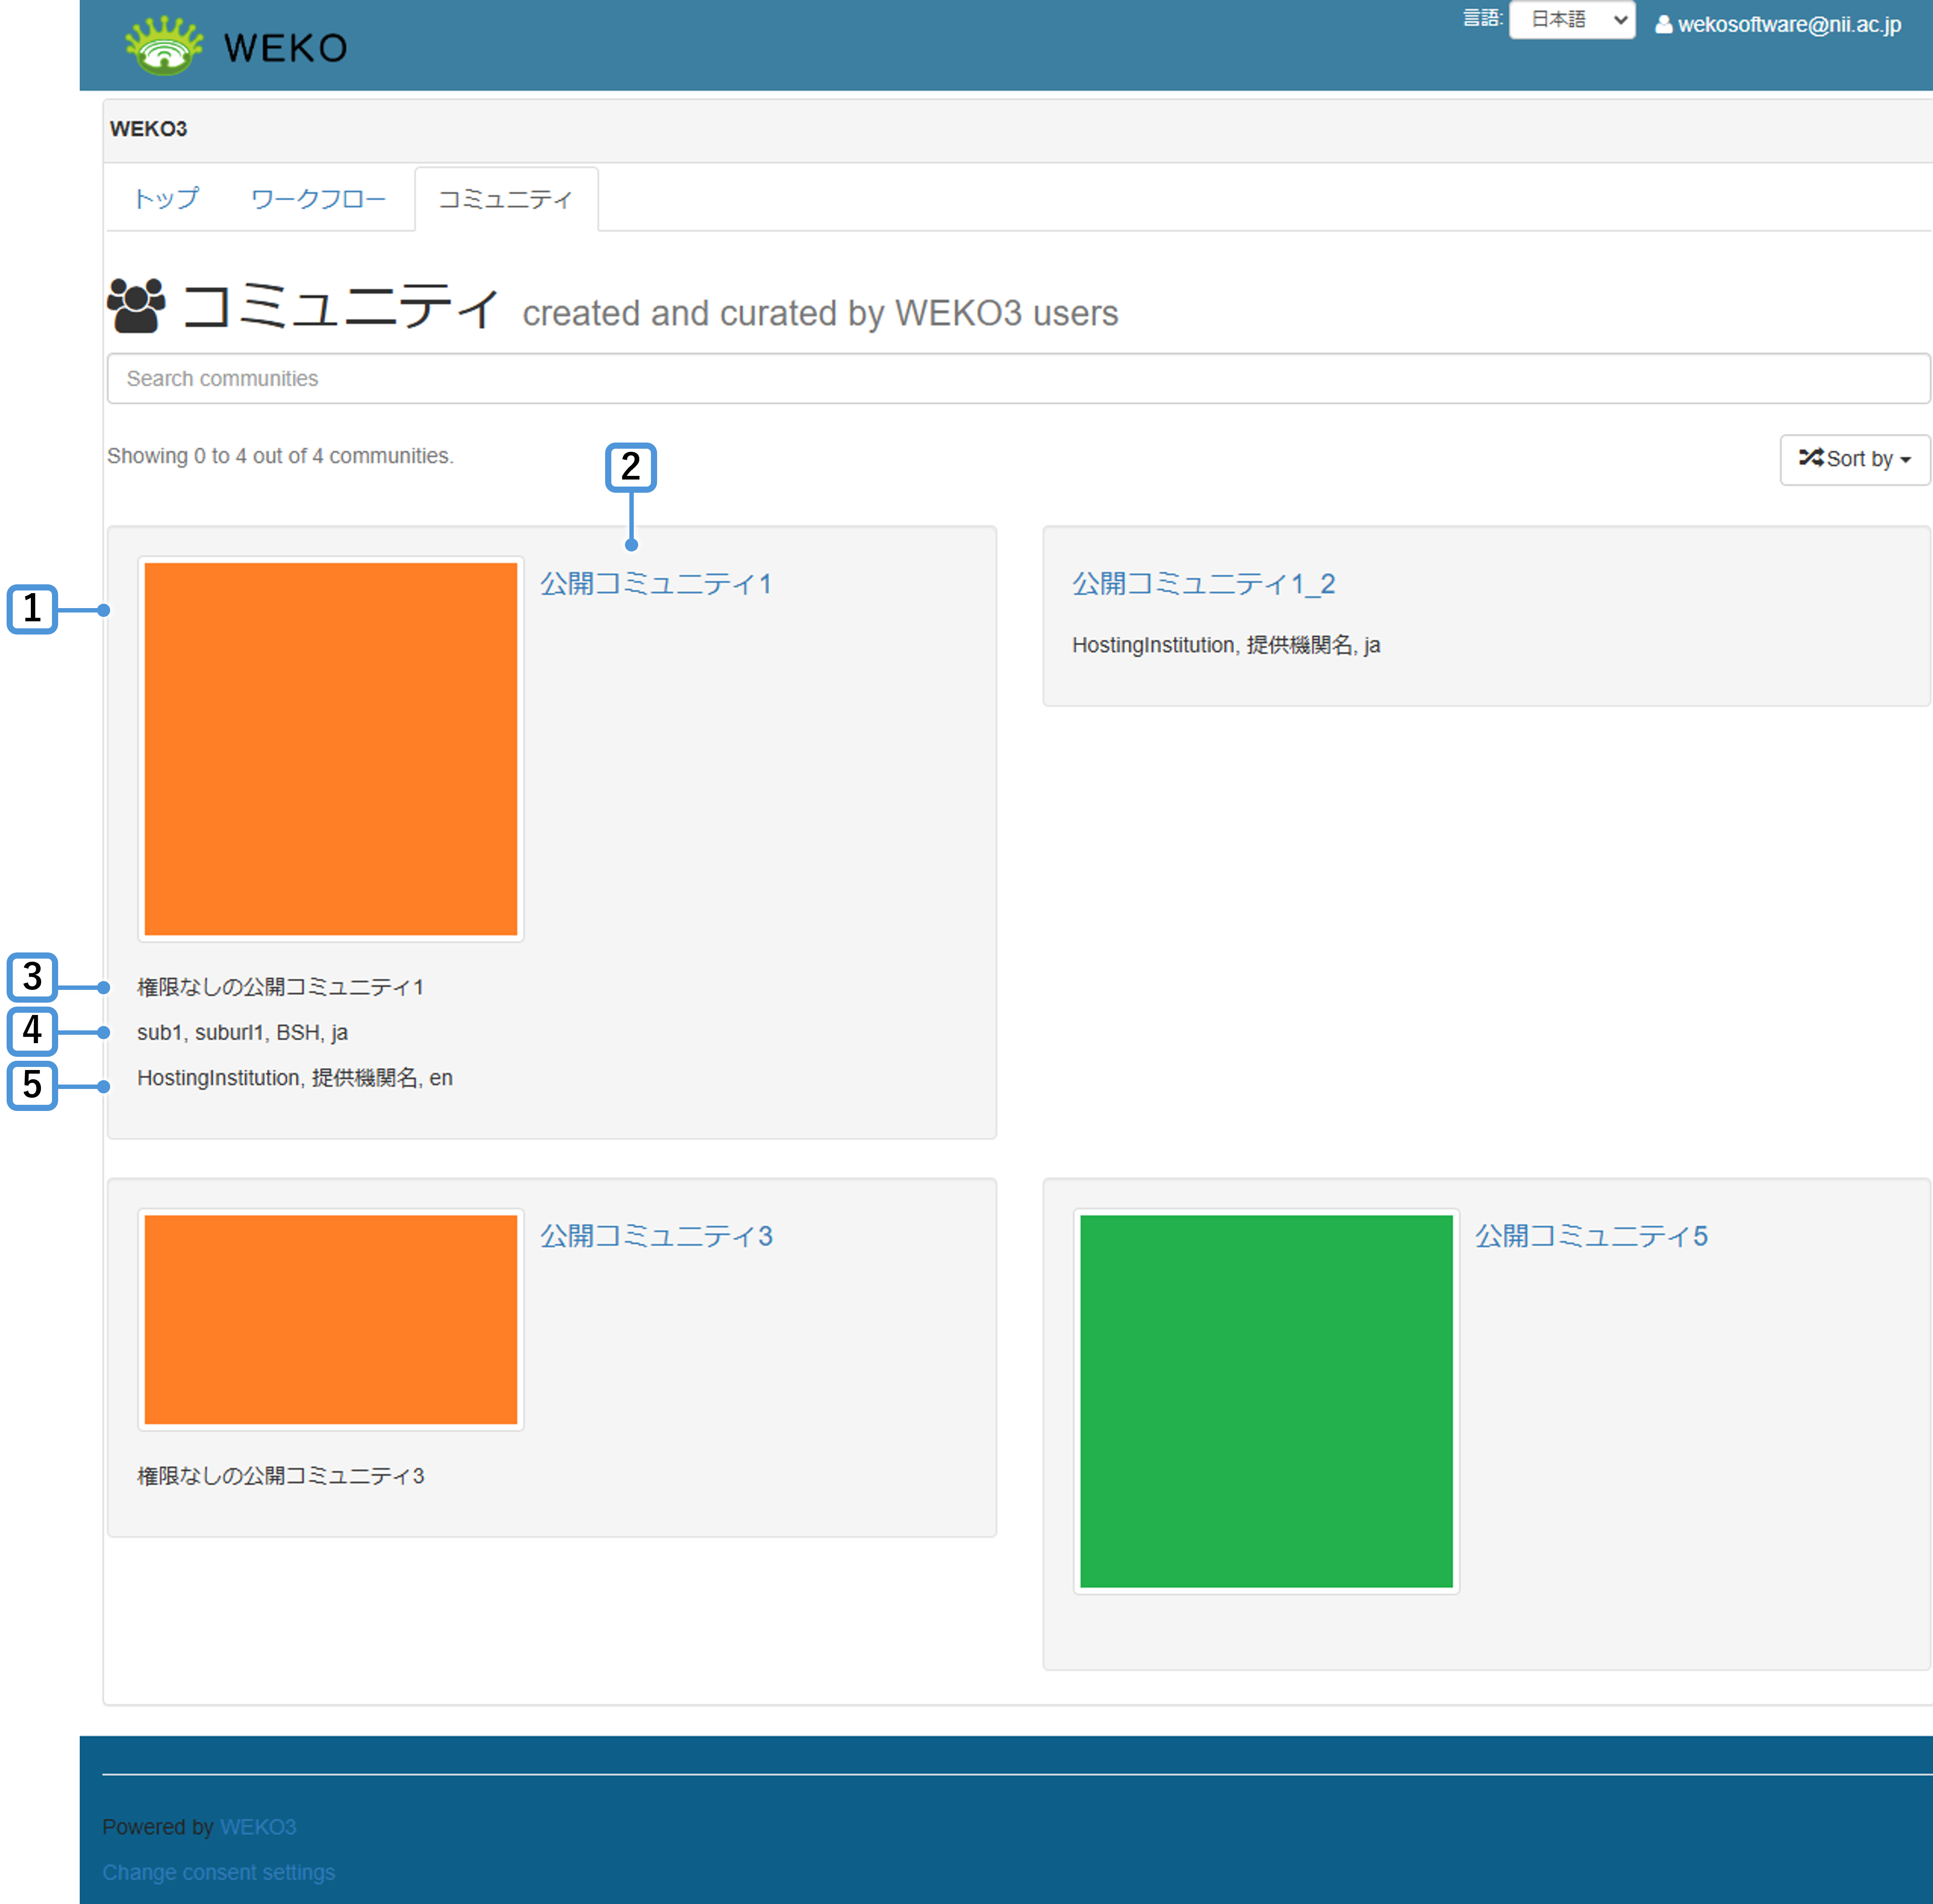 WEKO
言語: 日本語 wekosoftware@nii.ac.jp
WEKO3
トップ ワークフロー コミュニティ
コミュニティ created and curated by WEKO3 users
Search communities
Showing 0 to 4 out of 4 communities.
Sort by
2
1
公開コミュニティ1
公開コミュニティ1_2
HostingInstitution, 提供機関名, ja
3
権限なしの公開コミュニティ1
4
sub1, suburl1, BSH, ja
5
HostingInstitution, 提供機関名, en
公開コミュニティ3
権限なしの公開コミュニティ3
公開コミュニティ5
Powered by WEKO3
Change consent settings